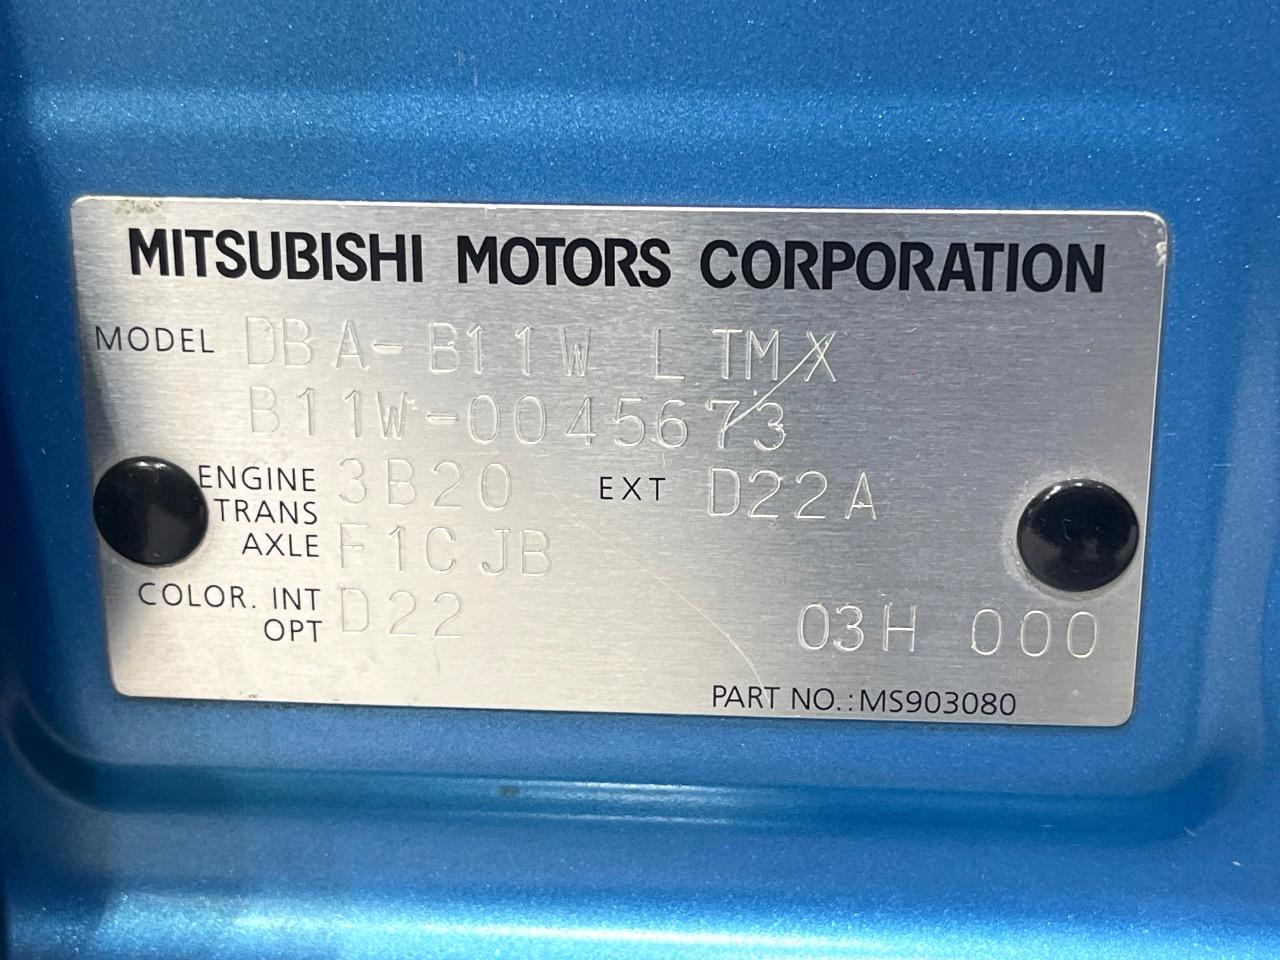 MITSUBISHI MOTORS CORPORATION
MODEL DBA-B11W LTMX
B11W-0045673
ENGINE 3B20 EXT D22A
TRANS
AXLE F1CJB
COLOR. INT D22
OPT 03H 000
PART NO.:MS903080